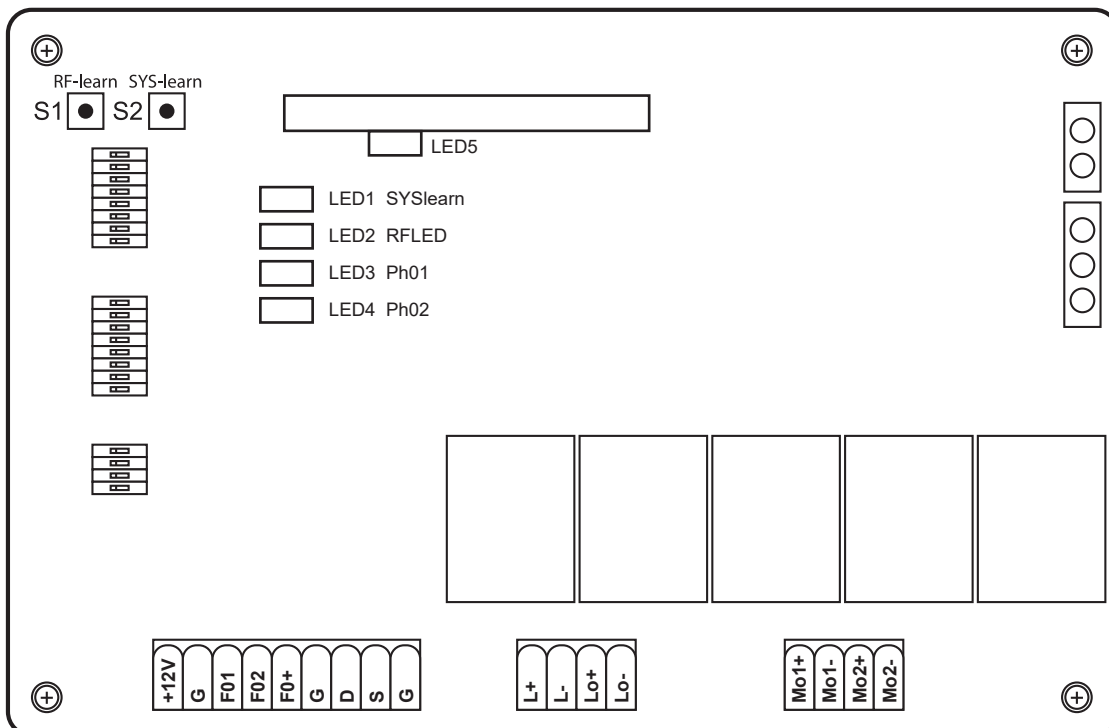 RF-learn SYS-learn
S1 S2
LED5
LED1 SYSlearn
LED2 RFLED
LED3 Ph01
LED4 Ph02
+12V G F01 F02 F0+ G D S G
L+ L- Lo+ Lo-
Mo1+ Mo1- Mo2+ Mo2-